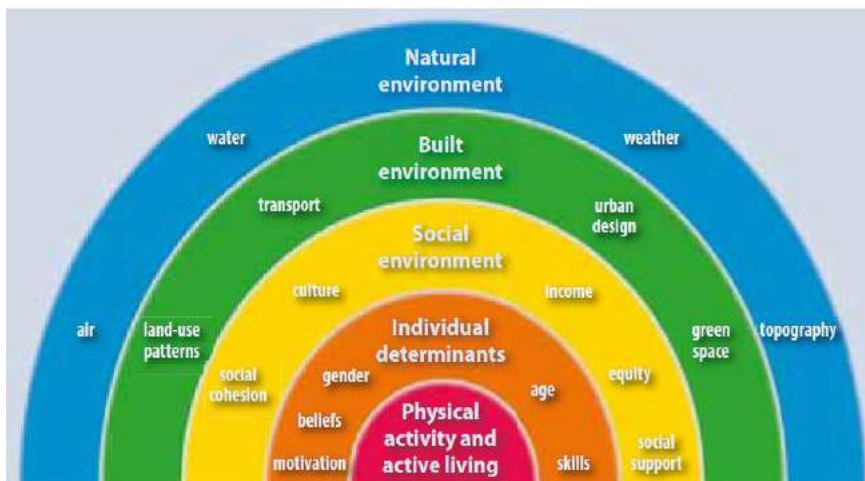 Natural
environment
water
weather
Built
environment
transport
urban
design
Social
environment
culture
income
air
land-use
patterns
Individual
determinants
green
space
topography
social
cohesion
gender
age
equity
beliefs
Physical
activity and
active living
motivation
skills
social
support